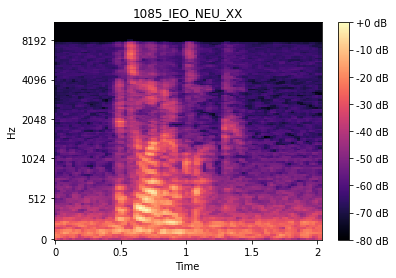 1085_IEO_NEU_XX
+0 dB
8192
-10 dB
4096
-20 dB
-30 dB
2048
Hz
-40 dB
1024
-50 dB
512
-60 dB
-70 dB
0
-80 dB
0
0.5
1
1.5
2
Time